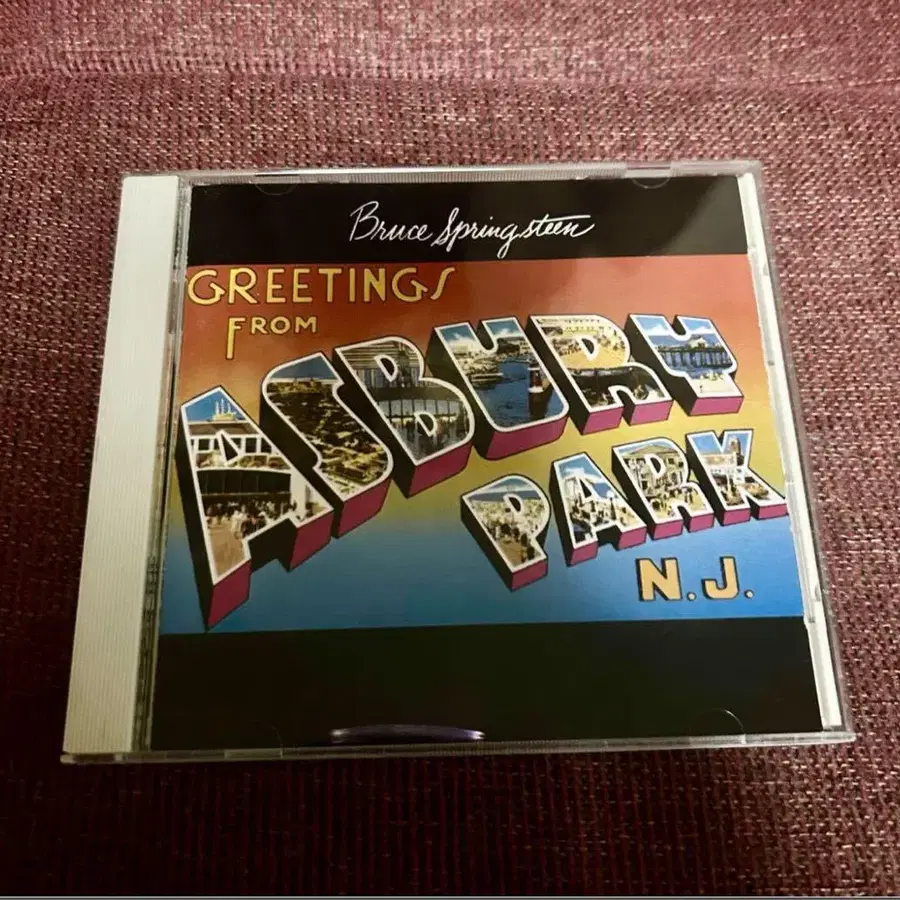 Bruce Springsteen
GREETINGS
FROM
ASBURY
PARK
N.J.